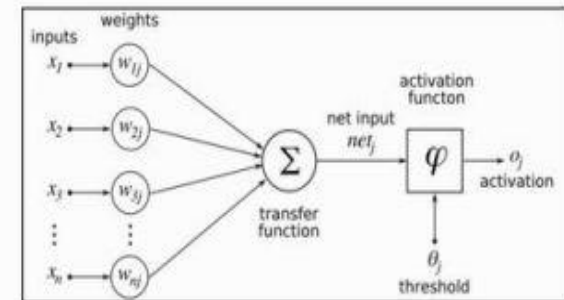 weights
inputs
x₁ w₁ⱼ
activation
functon
x₂ w₂ⱼ
net input
netⱼ
Σ
φ
oⱼ
activation
x₃ w₃ⱼ
transfer
function
⋮ ⋮
θⱼ
threshold
xₙ wₙⱼ